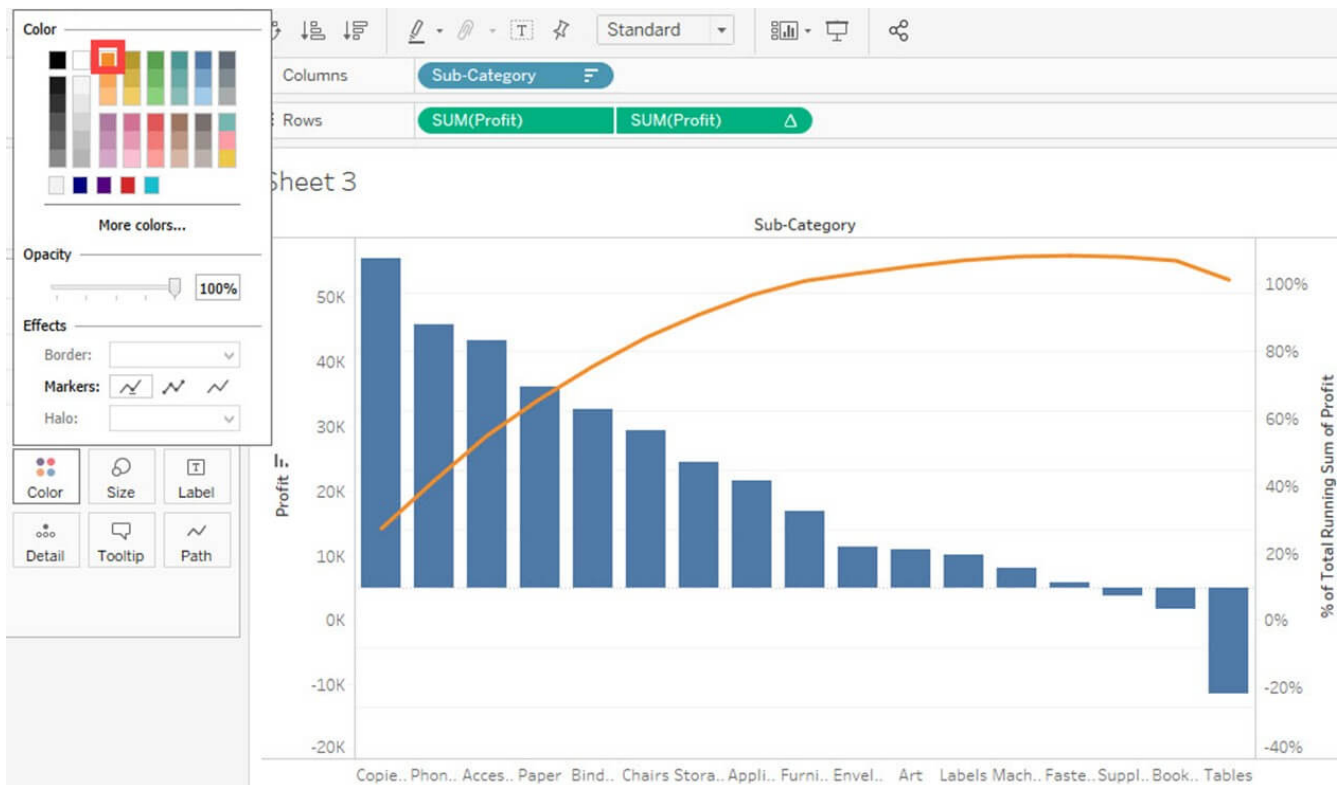 Color
More colors...
Opacity
100%
Effects
Border:
Markers:
Halo:
Color Size Label
T
Detail Tooltip Path
T Standard
Columns Sub-Category
Rows SUM(Profit) SUM(Profit) Δ
Sheet 3
Sub-Category
50K
40K
30K
20K
10K
0K
-10K
-20K
Profit
100%
80%
60%
40%
20%
0%
-20%
-40%
% of Total Running Sum of Profit
Copie.. Phon.. Acces.. Paper Bind.. Chairs Stora.. Appli.. Furni.. Envel.. Art Labels Mach.. Faste.. Suppl.. Book.. Tables